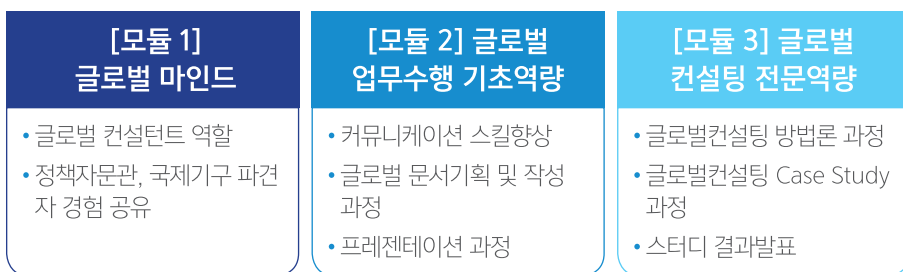 [모듈 1]
글로벌 마인드
• 글로벌 컨설턴트 역할
• 정책자문관, 국제기구 파견
자 경험 공유
[모듈 2] 글로벌
업무수행 기초역량
• 커뮤니케이션 스킬향상
• 글로벌 문서기획 및 작성
과정
• 프레젠테이션 과정
[모듈 3] 글로벌
컨설팅 전문역량
• 글로벌컨설팅 방법론 과정
• 글로벌컨설팅 Case Study
과정
• 스터디 결과발표